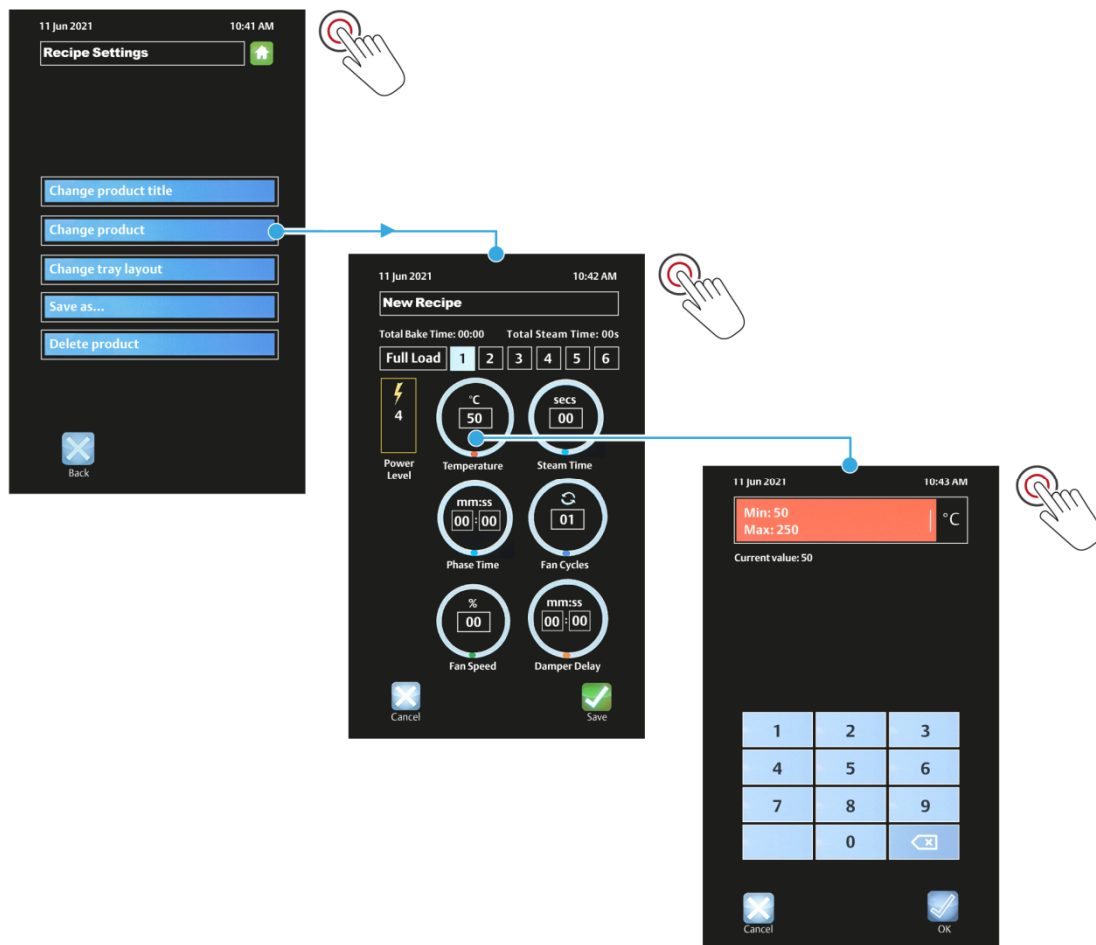 11 Jun 2021 10:41 AM
Recipe Settings
Change product title
Change product
Change tray layout
Save as...
Delete product
Back
11 Jun 2021 10:42 AM
New Recipe
Total Bake Time: 00:00 Total Steam Time: 00s
Full Load 1 2 3 4 5 6
4
Power
Level
°C
50
Temperature
secs
00
Steam Time
mm:ss
00:00
Phase Time
01
Fan Cycles
%
00
Fan Speed
mm:ss
00:00
Damper Delay
Cancel Save
11 Jun 2021 10:43 AM
Min: 50
Max: 250
°C
Current value: 50
1 2 3
4 5 6
7 8 9
0
Cancel OK